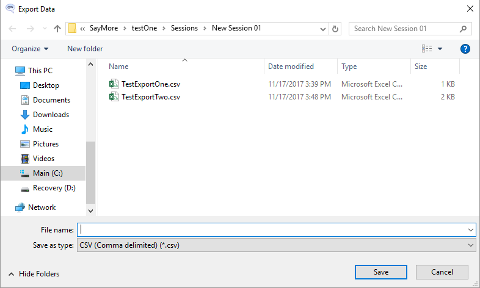 Export Data
« SayMore > testOne > Sessions > New Session 01
Search New Session 01
Organize
New folder
This PC
Desktop
Documents
Downloads
Music
Pictures
Videos
Main (C:)
Recovery (D:)
Network
Name Date modified Type Size
TestExportOne.csv 11/17/2017 3:39 PM Microsoft Excel C... 1 KB
TestExportTwo.csv 11/17/2017 3:48 PM Microsoft Excel C... 2 KB
File name:
Save as type: CSV (Comma delimited) (*.csv)
Hide Folders
Save
Cancel